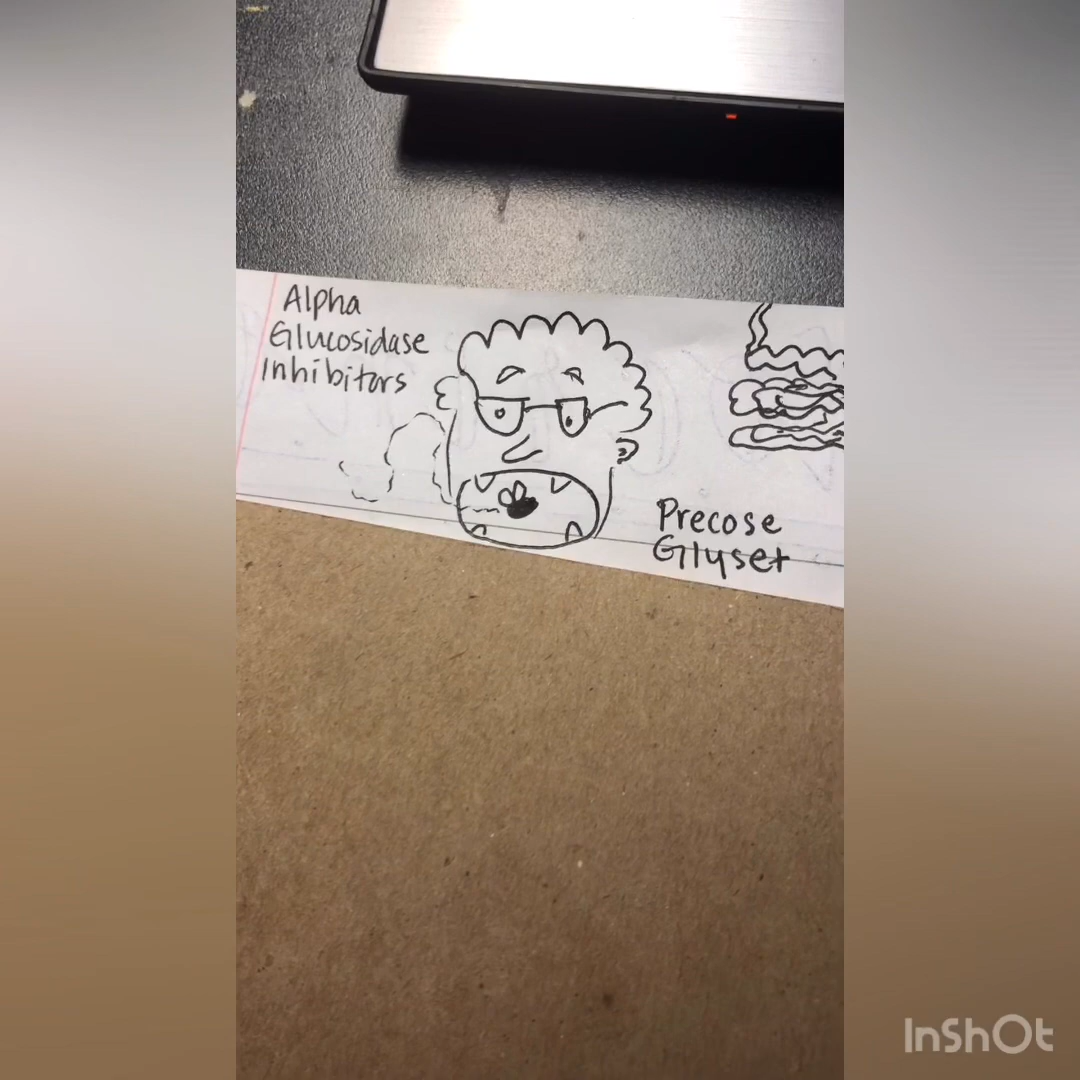 Alpha
Glucosidase
Inhibitors
Precose
Glyset
InShOt